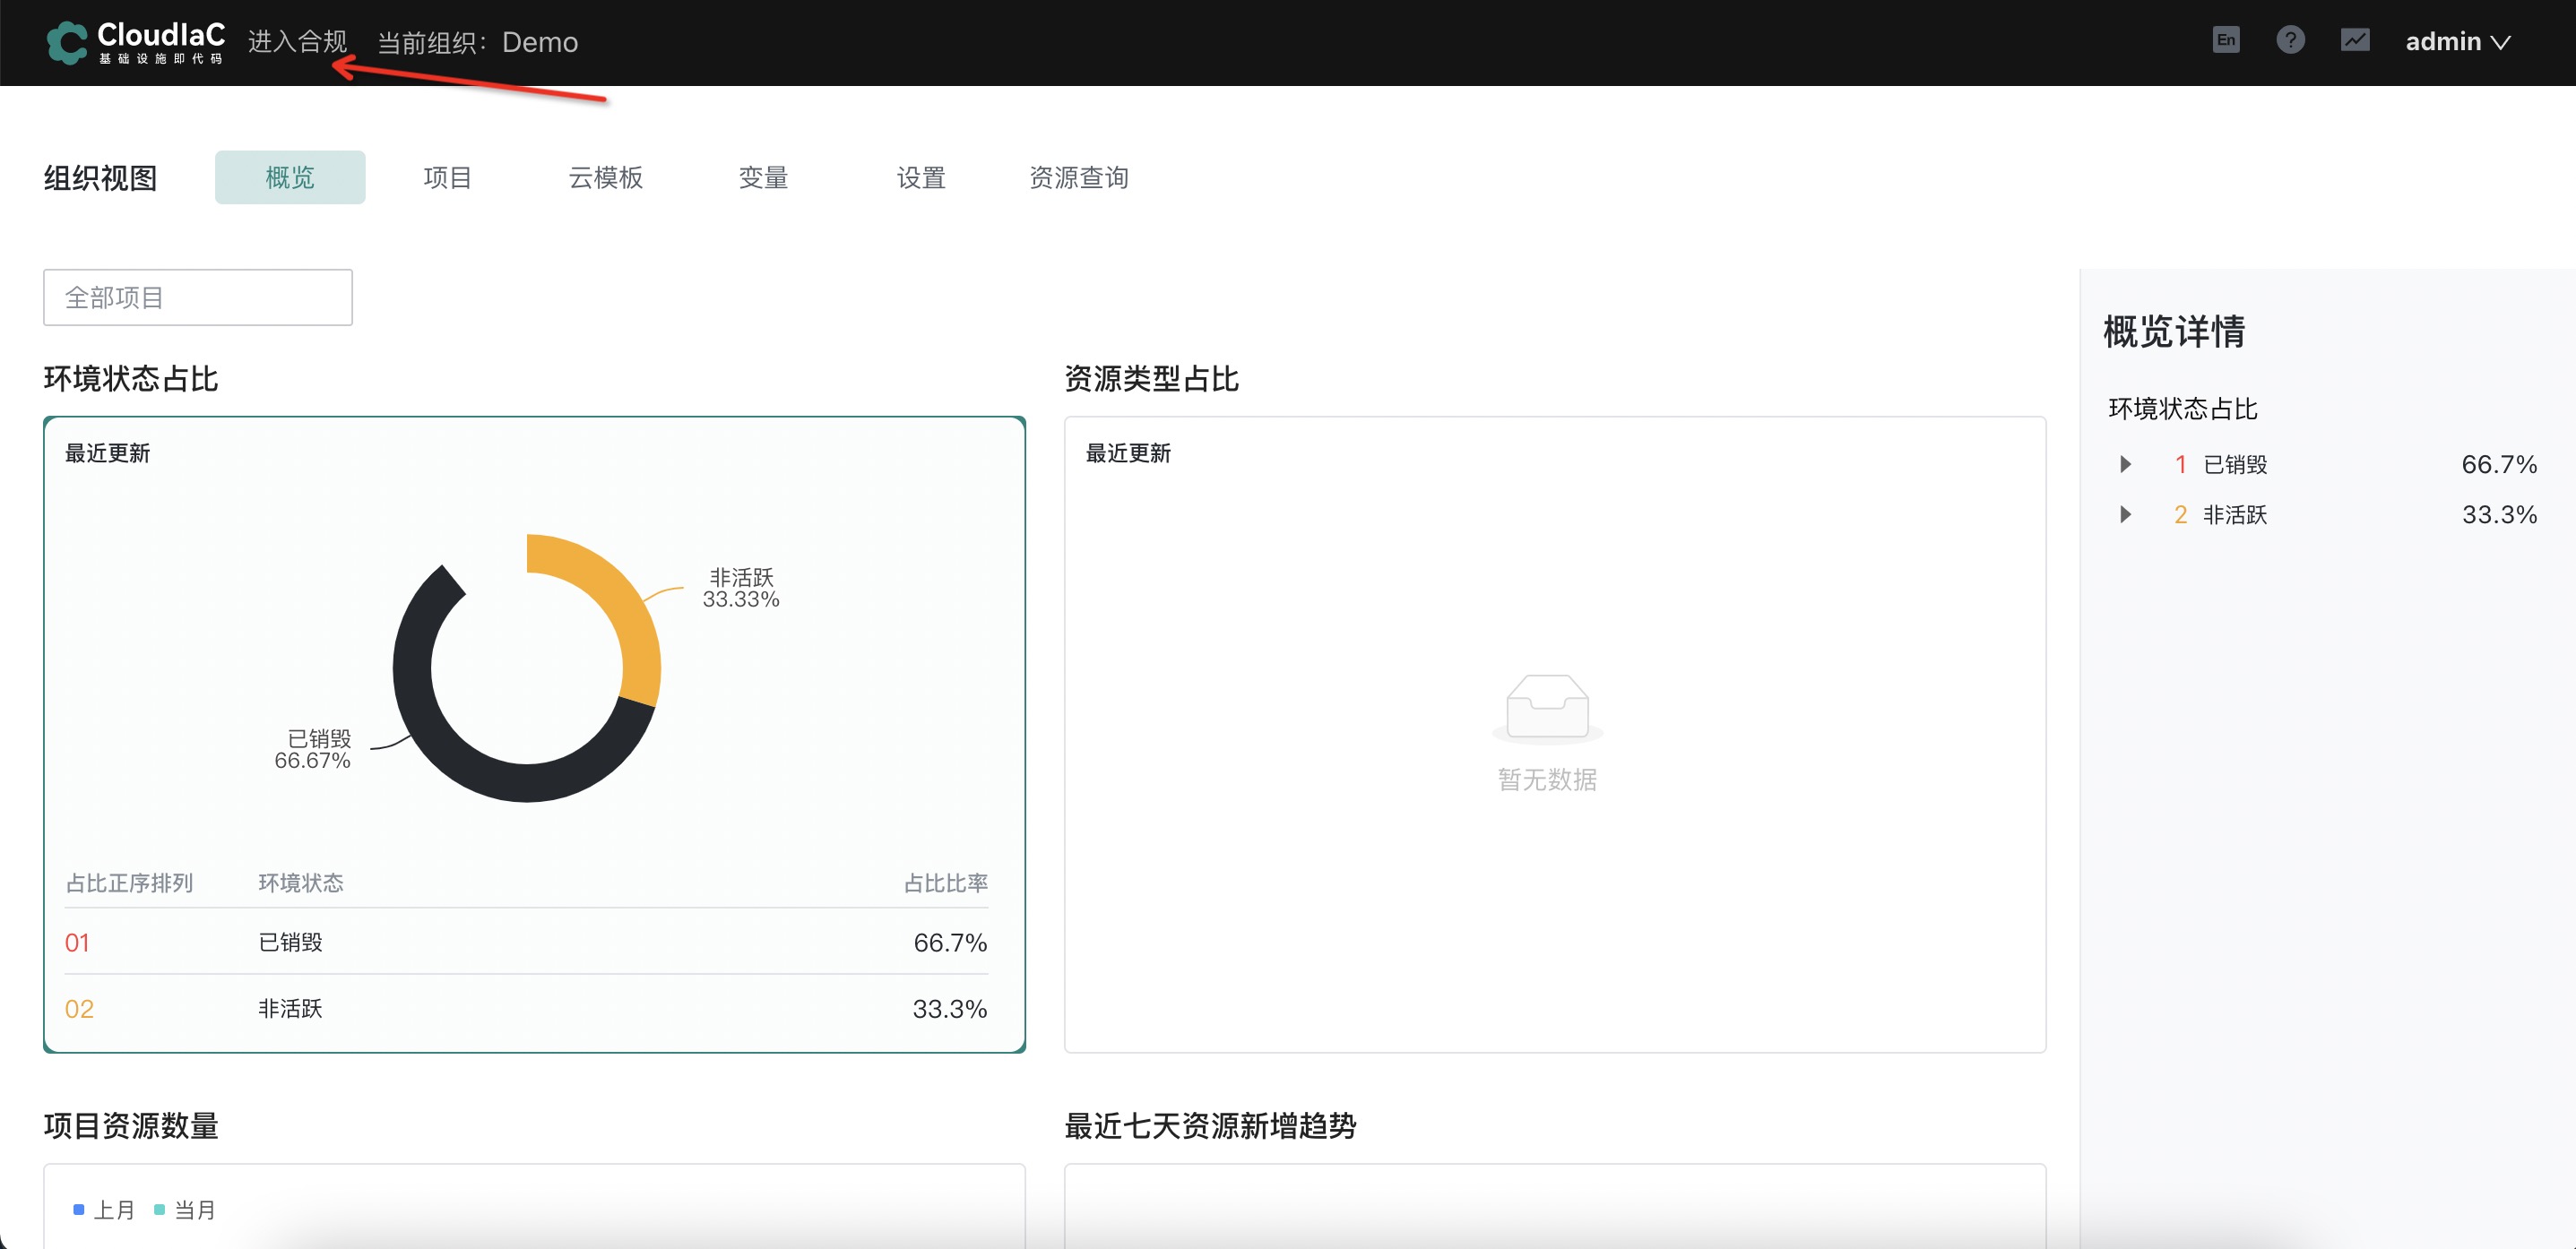 CloudIaC
基础设施即代码
进入合规
当前组织: Demo
En
?
admin
组织视图
概览
项目
云模板
变量
设置
资源查询
全部项目
环境状态占比
最近更新
非活跃
33.33%
已销毁
66.67%
占比正序排列 环境状态 占比比率
01 已销毁 66.7%
02 非活跃 33.3%
资源类型占比
最近更新
暂无数据
概览详情
环境状态占比
1 已销毁 66.7%
2 非活跃 33.3%
项目资源数量
上月 当月
最近七天资源新增趋势